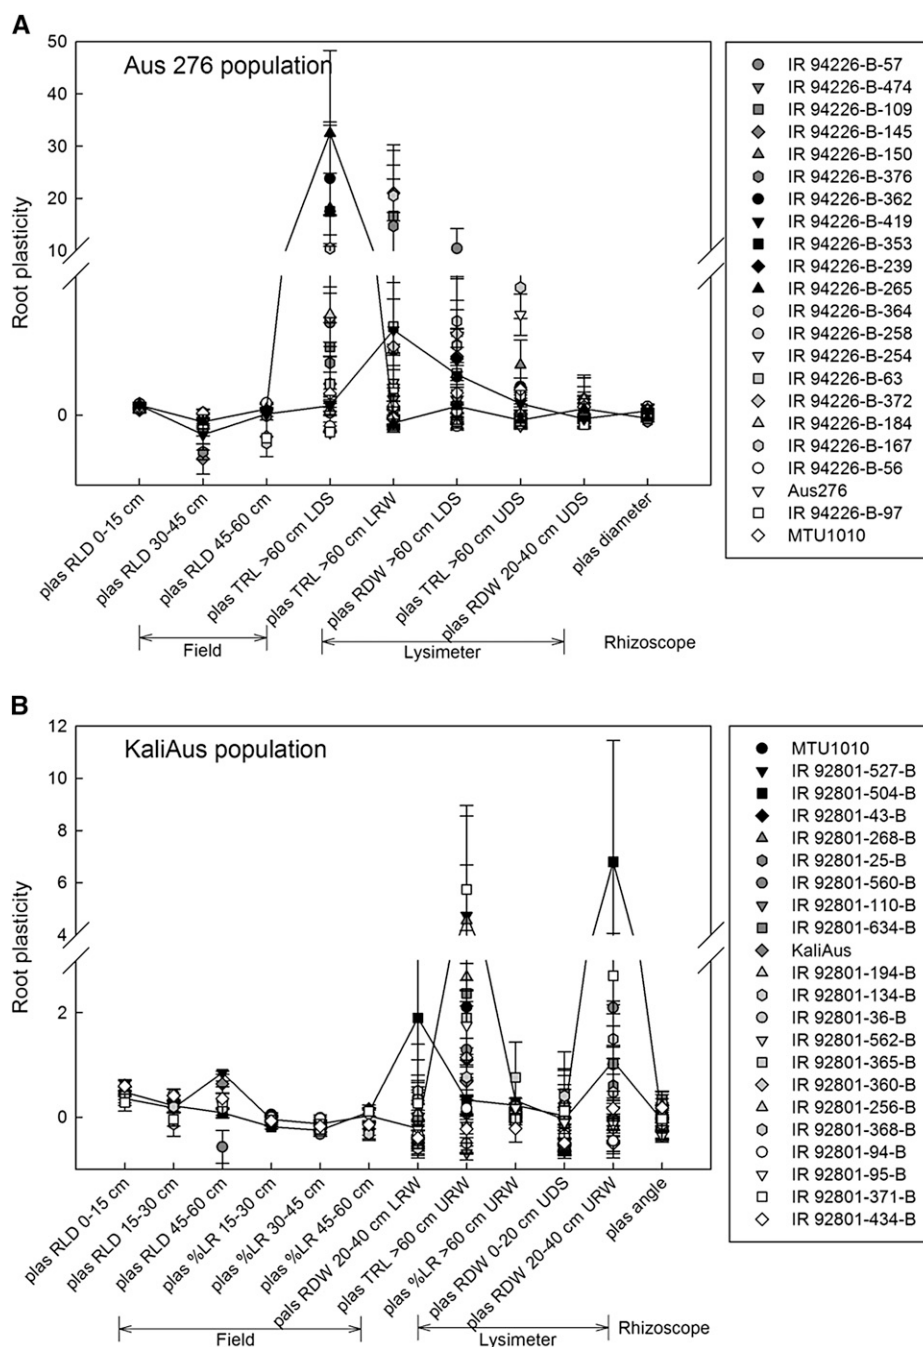 A
Aus 276 population
Root plasticity
50
40
30
20
10
0
plas RLD 0-15 cm
plas RLD 30-45 cm
plas RLD 45-60 cm
plas TRL >60 cm LDS
plas TRL >60 cm LRW
plas RDW >60 cm LDS
plas TRL >60 cm UDS
plas RDW 20-40 cm UDS
plas diameter
Field
Lysimeter
Rhizoscope
IR 94226-B-57
IR 94226-B-474
IR 94226-B-109
IR 94226-B-145
IR 94226-B-150
IR 94226-B-376
IR 94226-B-362
IR 94226-B-419
IR 94226-B-353
IR 94226-B-239
IR 94226-B-265
IR 94226-B-364
IR 94226-B-258
IR 94226-B-254
IR 94226-B-63
IR 94226-B-372
IR 94226-B-184
IR 94226-B-167
IR 94226-B-56
Aus276
IR 94226-B-97
MTU1010
B
KaliAus population
Root plasticity
12
10
8
6
4
2
0
plas RLD 0-15 cm
plas RLD 15-30 cm
plas RLD 45-60 cm
plas %LR 15-30 cm
plas %LR 30-45 cm
plas %LR 45-60 cm
pals RDW 20-40 cm LRW
plas TRL >60 cm URW
plas %LR >60 cm URW
plas RDW 0-20 cm UDS
plas RDW 20-40 cm URW
plas angle
Field
Lysimeter
Rhizoscope
MTU1010
IR 92801-527-B
IR 92801-504-B
IR 92801-43-B
IR 92801-268-B
IR 92801-25-B
IR 92801-560-B
IR 92801-110-B
IR 92801-634-B
KaliAus
IR 92801-194-B
IR 92801-134-B
IR 92801-36-B
IR 92801-562-B
IR 92801-365-B
IR 92801-360-B
IR 92801-256-B
IR 92801-368-B
IR 92801-94-B
IR 92801-95-B
IR 92801-371-B
IR 92801-434-B